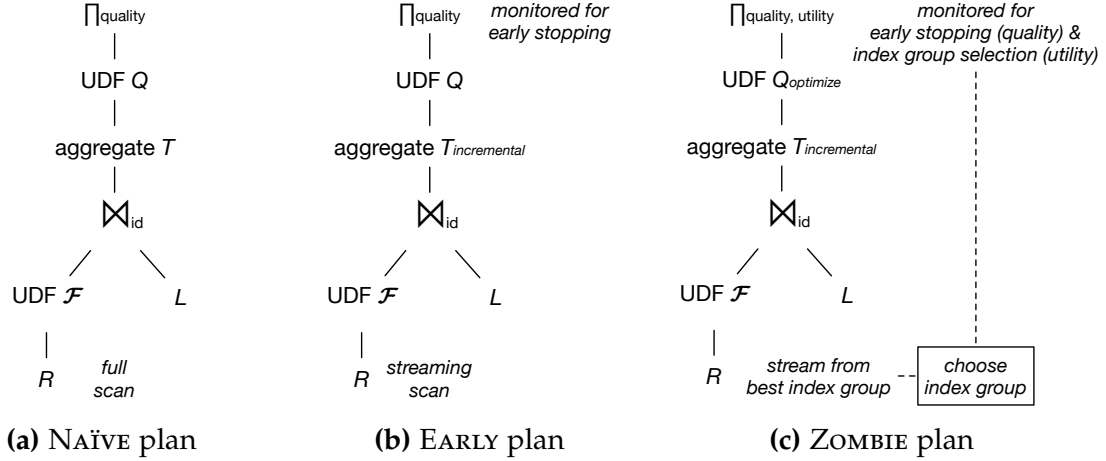 ∏quality
UDF Q
aggregate T
⋈id
UDF 𝓕
L
R
full
scan
(a) NAÏVE plan
∏quality
monitored for
early stopping
UDF Q
aggregate Tincremental
⋈id
UDF 𝓕
L
R
streaming
scan
(b) EARLY plan
∏quality, utility
monitored for
early stopping (quality) &
index group selection (utility)
UDF Qoptimize
aggregate Tincremental
⋈id
UDF 𝓕
L
R
stream from
best index group
choose
index group
(c) ZOMBIE plan